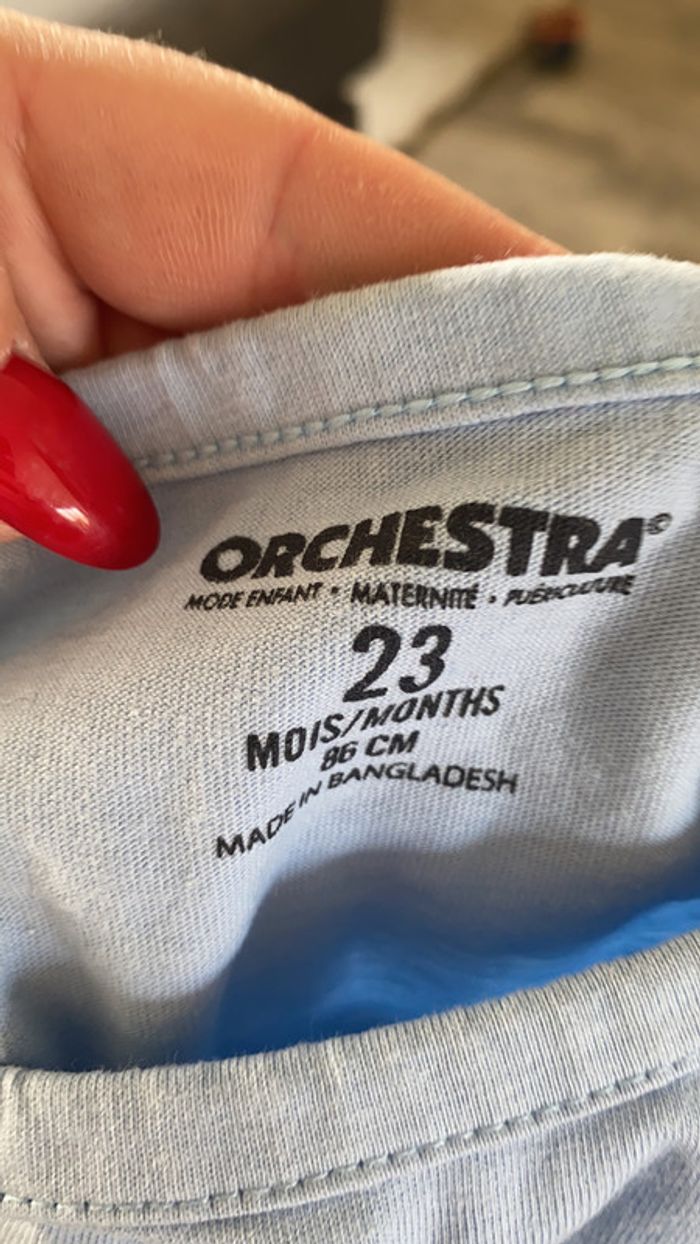 ORCHESTRA®
MODE ENFANT • MATERNITÉ • PUÉRICULTURE
23
MOIS/MONTHS
86 CM
MADE IN BANGLADESH